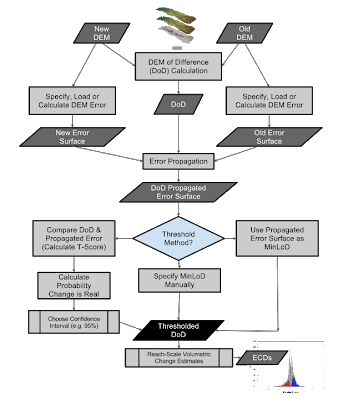 New
DEM
Old
DEM
DEM of Difference
(DoD) Calculation
Specify, Load or
Calculate DEM Error
DoD
Specify, Load or
Calculate DEM Error
New Error
Surface
Old Error
Surface
Error Propagation
DoD Propagated
Error Surface
Compare DoD &
Propagated Error
(Calculate T-Score)
Threshold
Method?
Use Propagated
Error Surface as
MinLoD
Calculate
Probability
Change is Real
Specify MinLoD
Manually
Choose Confidence
Interval (e.g. 95%)
Thresholded
DoD
Reach-Scale Volumetric
Change Estimates
ECDs